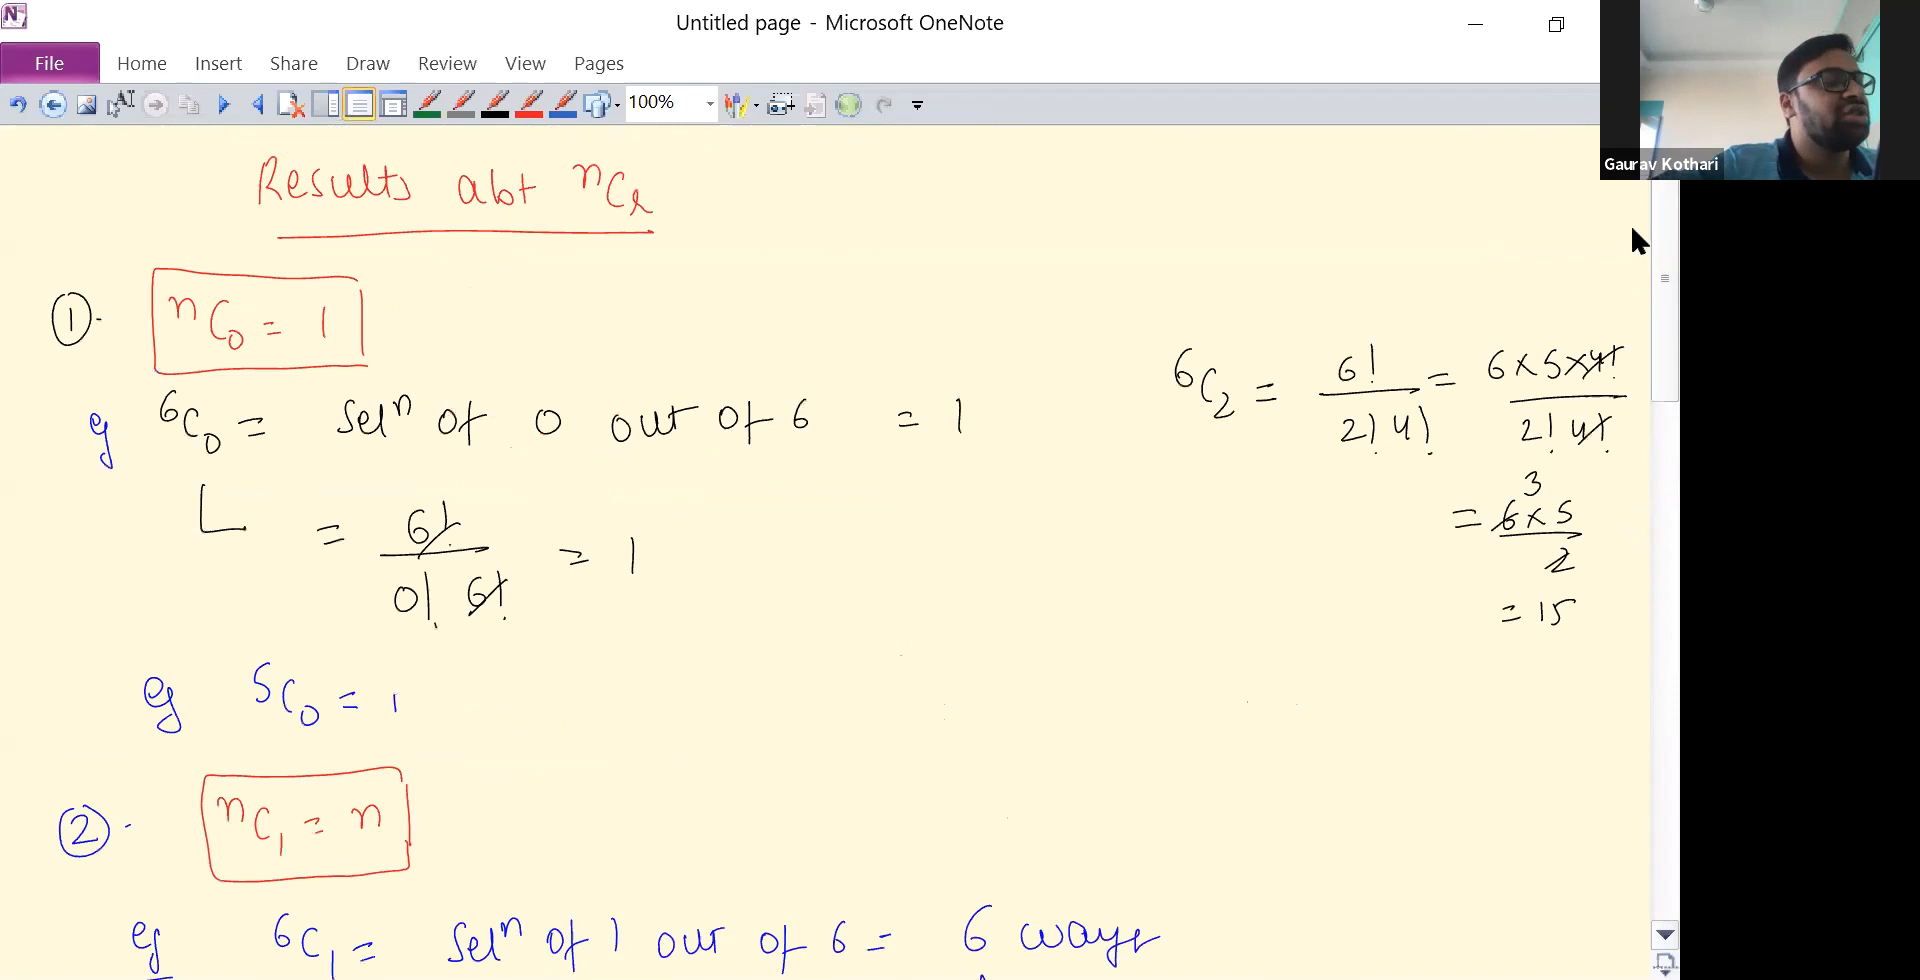 Untitled page - Microsoft OneNote
File Home Insert Share Draw Review View Pages
100%
Gaurav Kothari
Results abt ⁿCᵣ
① ⁿC₀ = 1
eg ⁶C₀ = Selⁿ of 0 out of 6 = 1
= 6! / 0! 6! = 1
⁶C₂ = 6! / 2! 4! = 6 × 5 × 4! / 2! 4!
= 6 × 5 / 2
3
= 15
eg ⁵C₀ = 1
② ⁿC₁ = n
eg ⁶C₁ = Selⁿ of 1 out of 6 = 6 ways